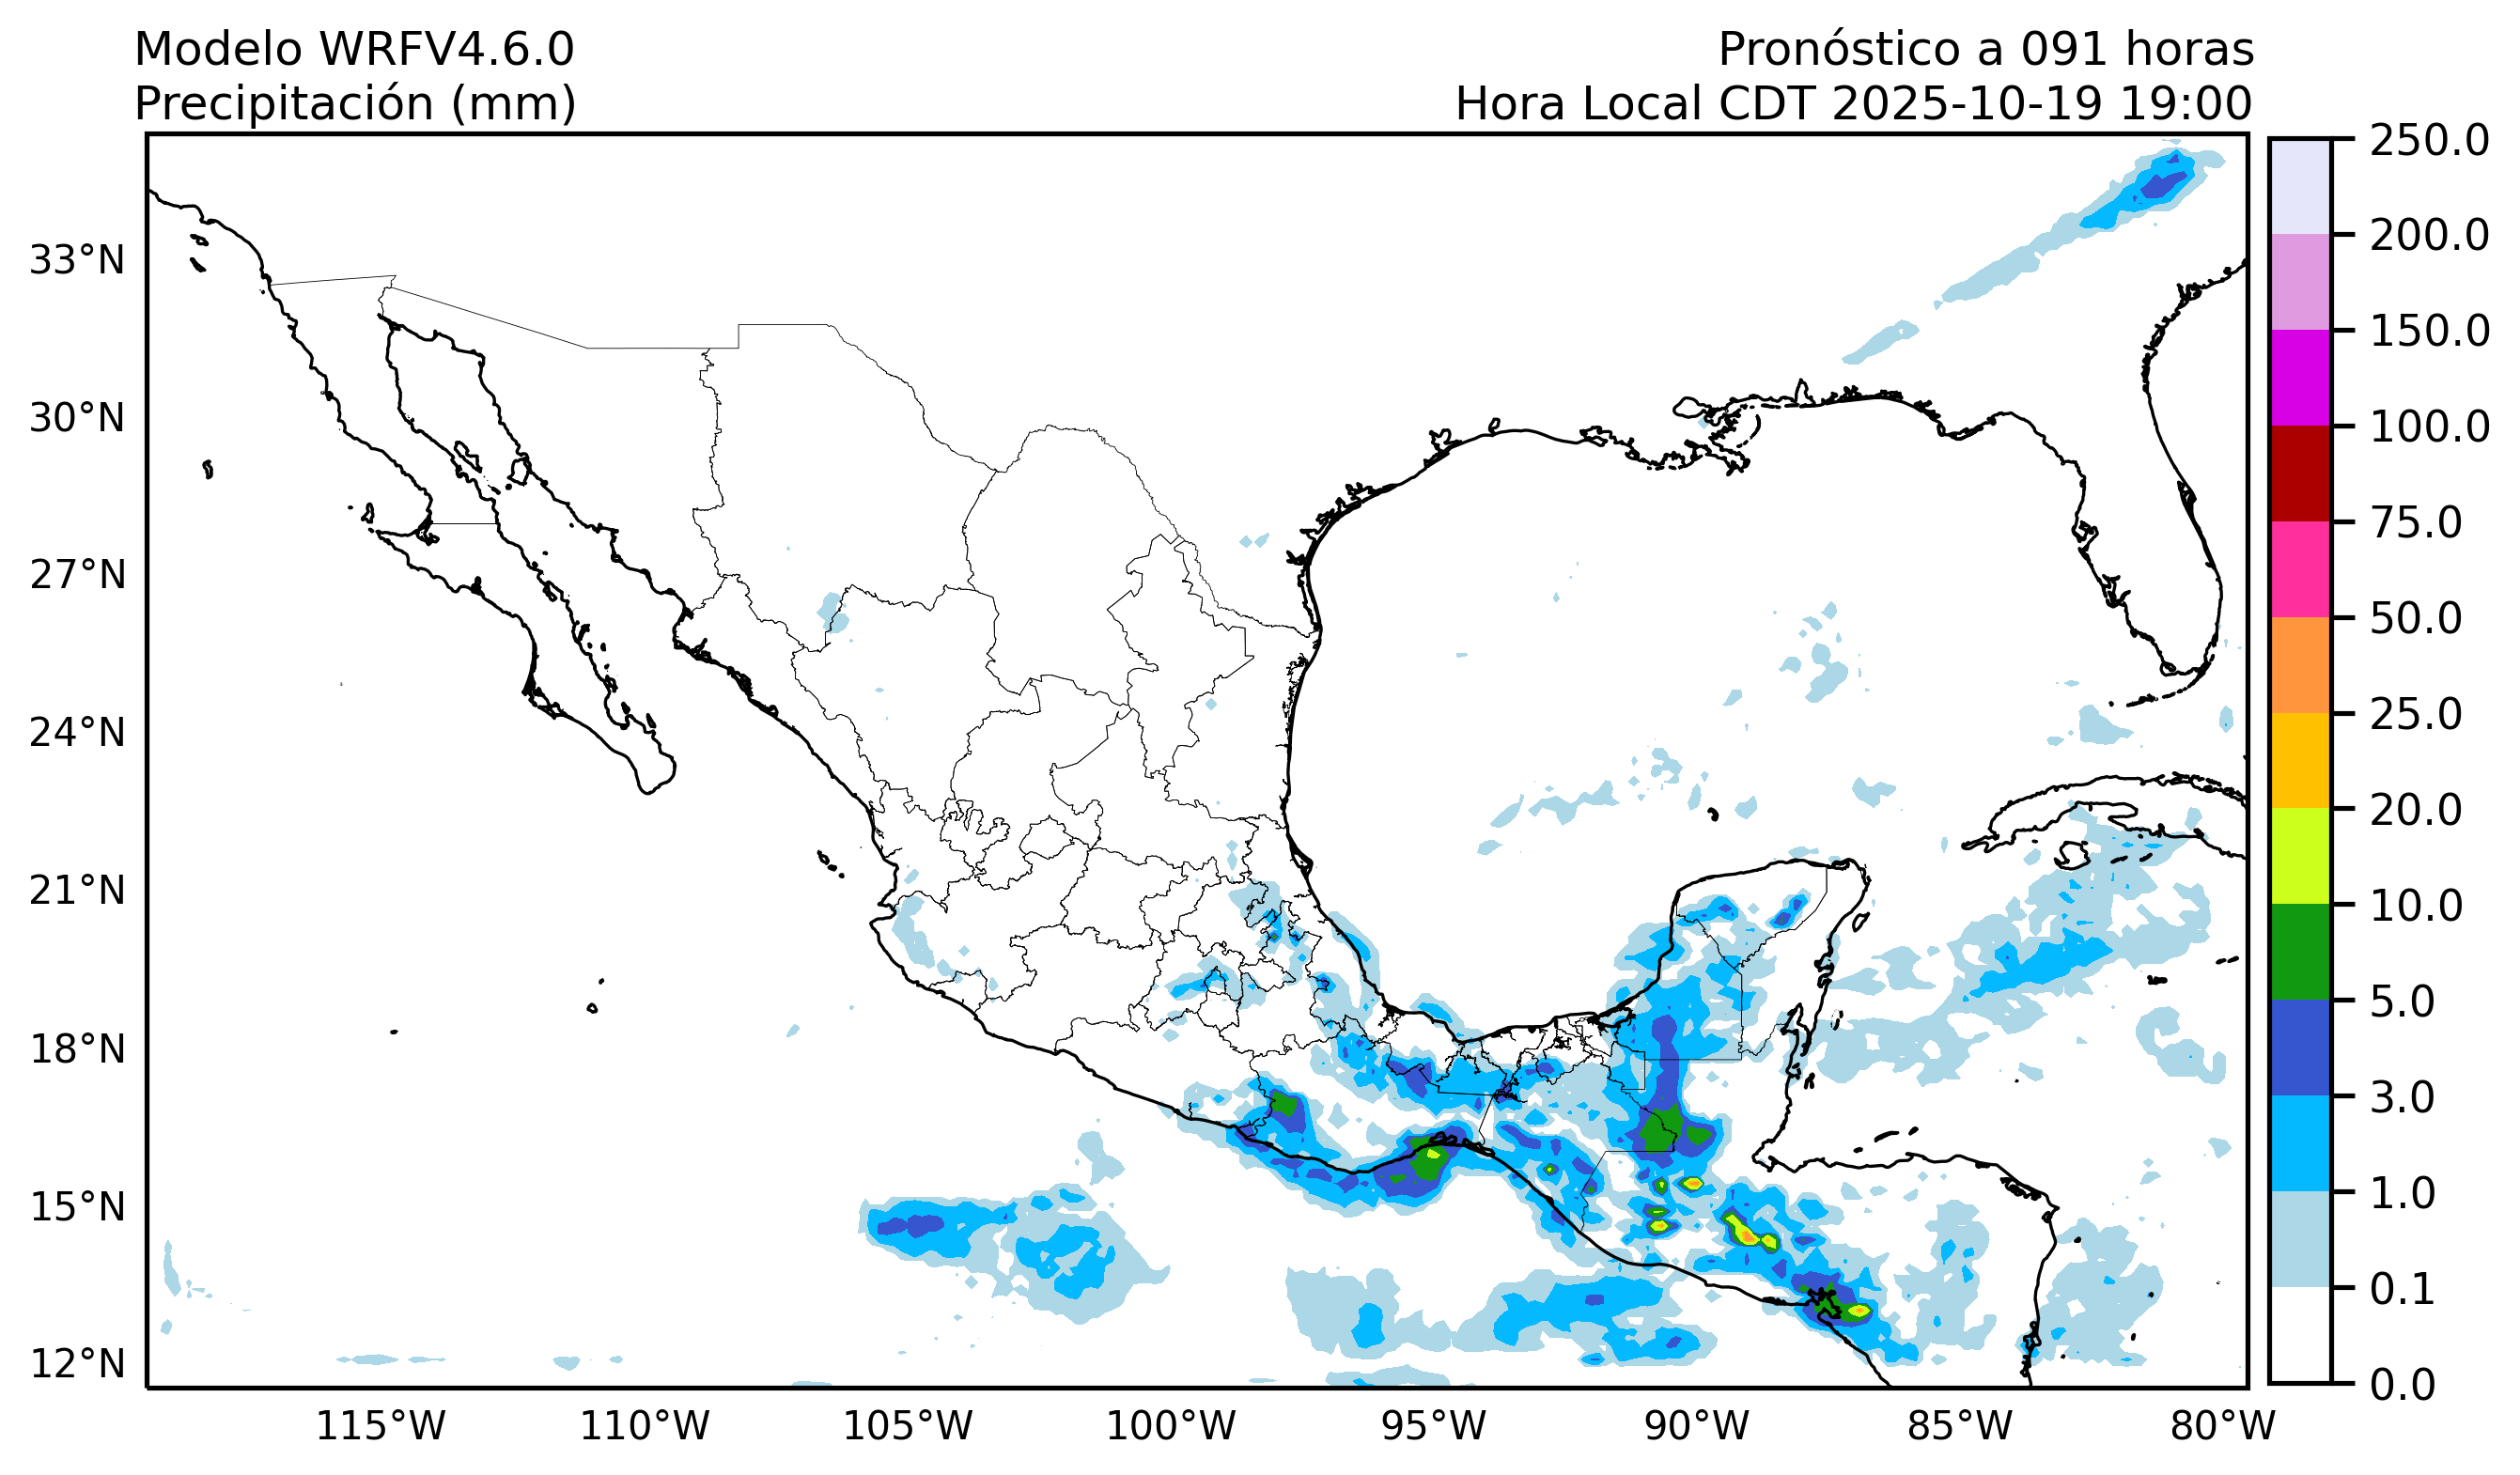 Modelo WRFV4.6.0
Precipitación (mm)
Pronóstico a 091 horas
Hora Local CDT 2025-10-19 19:00
33°N
30°N
27°N
24°N
21°N
18°N
15°N
12°N
115°W
110°W
105°W
100°W
95°W
90°W
85°W
80°W
250.0
200.0
150.0
100.0
75.0
50.0
25.0
20.0
10.0
5.0
3.0
1.0
0.1
0.0